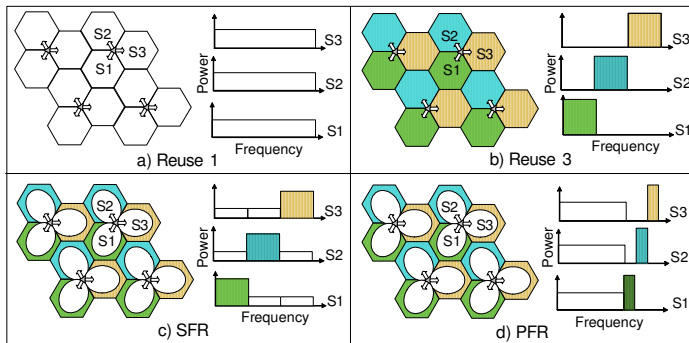 S2
S3
S1
Power
S3
S2
S1
Frequency
a) Reuse 1
S2
S3
S1
Power
S3
S2
S1
Frequency
b) Reuse 3
S2
S3
S1
Power
S3
S2
S1
Frequency
c) SFR
S2
S3
S1
Power
S3
S2
S1
Frequency
d) PFR